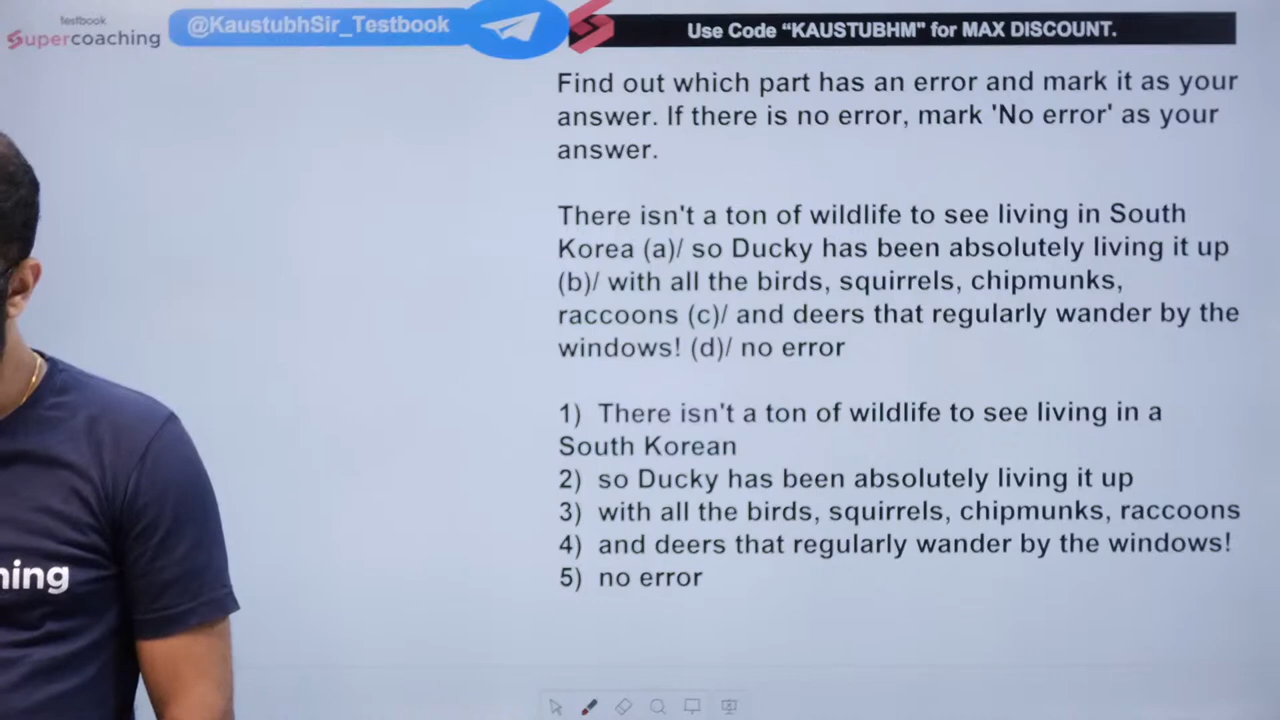 testbook
Supercoaching
@KaustubhSir_Testbook
Use Code “KAUSTUBHM" for MAX DISCOUNT.
Find out which part has an error and mark it as your
answer. If there is no error, mark 'No error' as your
answer.
There isn't a ton of wildlife to see living in South
Korea (a)/ so Ducky has been absolutely living it up
(b)/ with all the birds, squirrels, chipmunks,
raccoons (c)/ and deers that regularly wander by the
windows! (d)/ no error
1) There isn't a ton of wildlife to see living in a
South Korean
2) so Ducky has been absolutely living it up
3) with all the birds, squirrels, chipmunks, raccoons
4) and deers that regularly wander by the windows!
5) no error